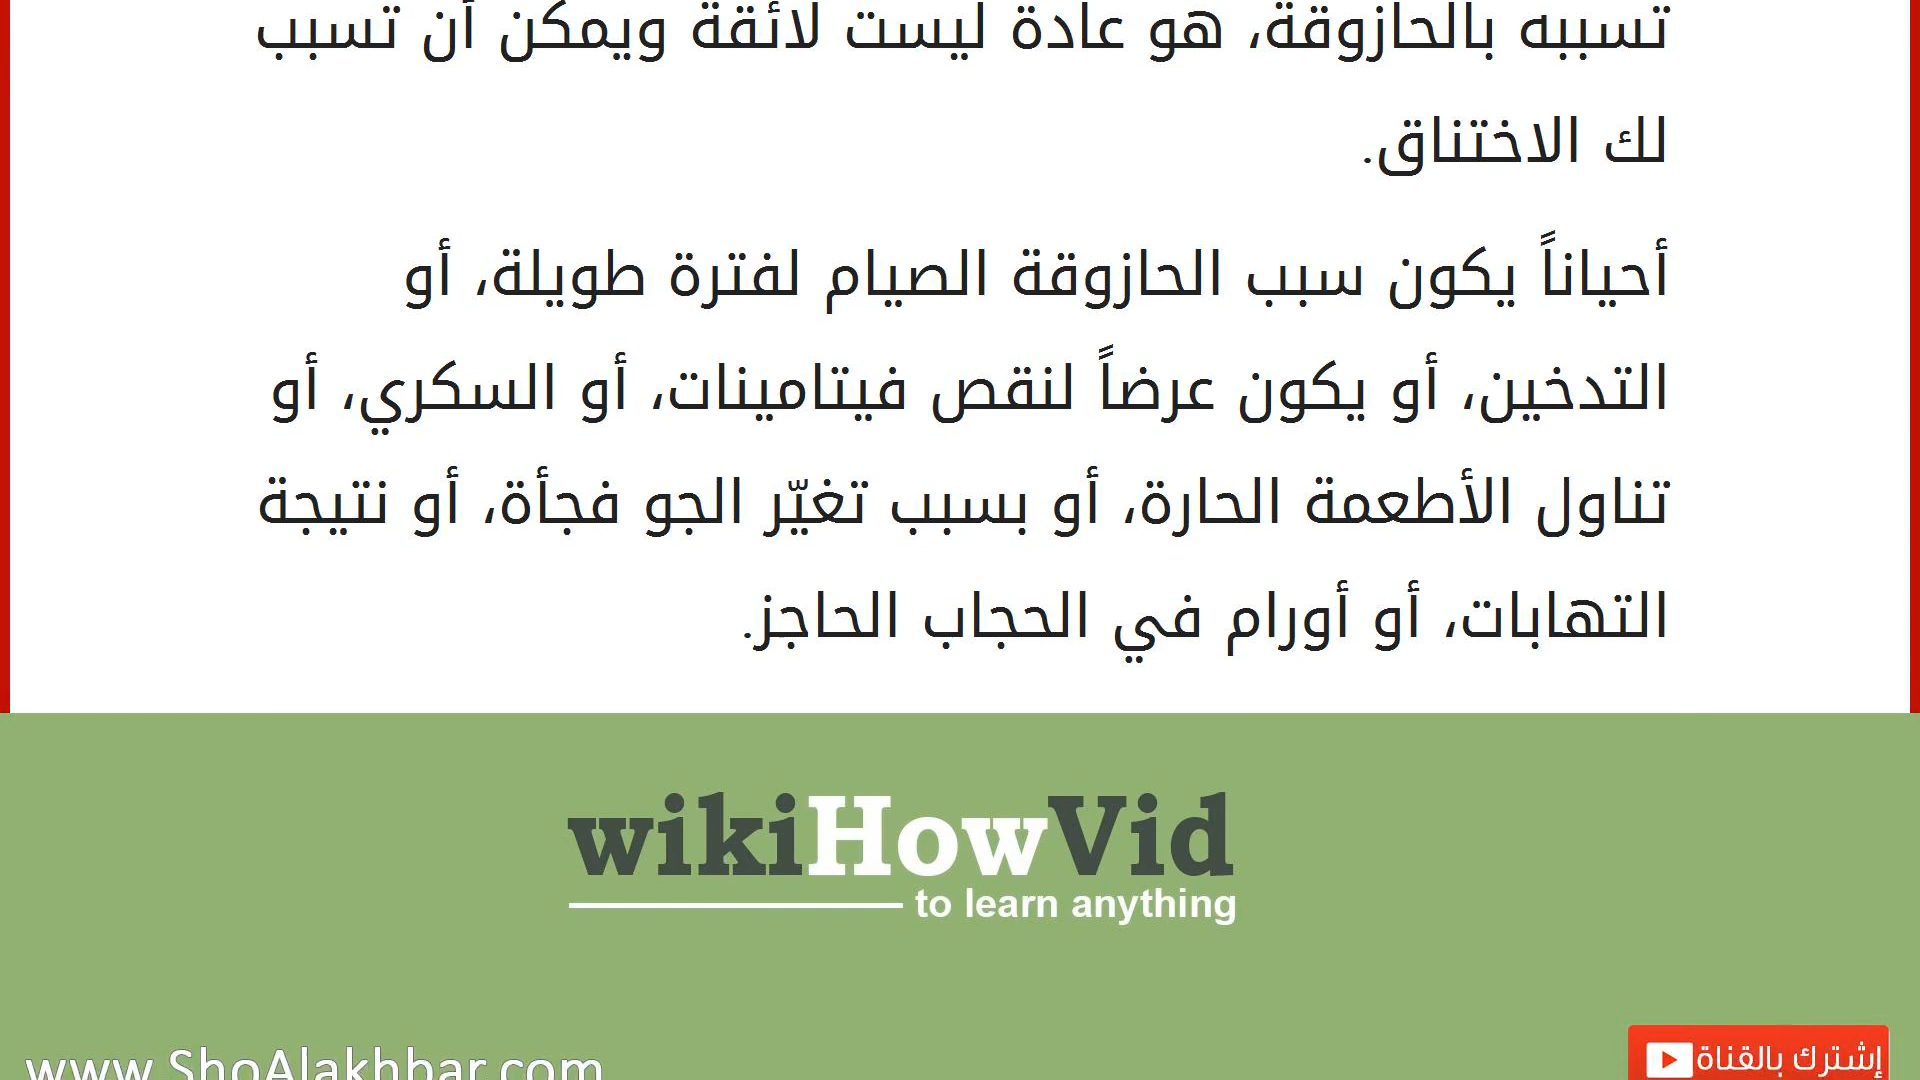 تسببه بالحازوقة، هو عادة ليست لائقة ويمكن أن تسبب
لك الاختناق.
أحياناً يكون سبب الحازوقة الصيام لفترة طويلة، أو
التدخين، أو يكون عرضاً لنقص فيتامينات، أو السكري، أو
تناول الأطعمة الحارة، أو بسبب تغيّر الجو فجأة، أو نتيجة
التهابات، أو أورام في الحجاب الحاجز.
wikiHowVid
to learn anything
www.ShoAlakhbar.com
إشترك بالقناة